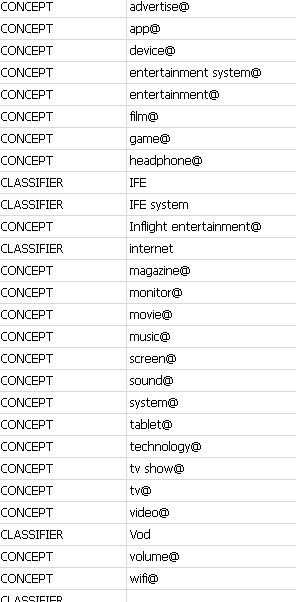 CONCEPT advertise@
CONCEPT app@
CONCEPT device@
CONCEPT entertainment system@
CONCEPT entertainment@
CONCEPT film@
CONCEPT game@
CONCEPT headphone@
CLASSIFIER IFE
CLASSIFIER IFE system
CONCEPT Inflight entertainment@
CLASSIFIER internet
CONCEPT magazine@
CONCEPT monitor@
CONCEPT movie@
CONCEPT music@
CONCEPT screen@
CONCEPT sound@
CONCEPT system@
CONCEPT tablet@
CONCEPT technology@
CONCEPT tv show@
CONCEPT tv@
CONCEPT video@
CLASSIFIER Vod
CONCEPT volume@
CONCEPT wifi@
CLASSIFIER